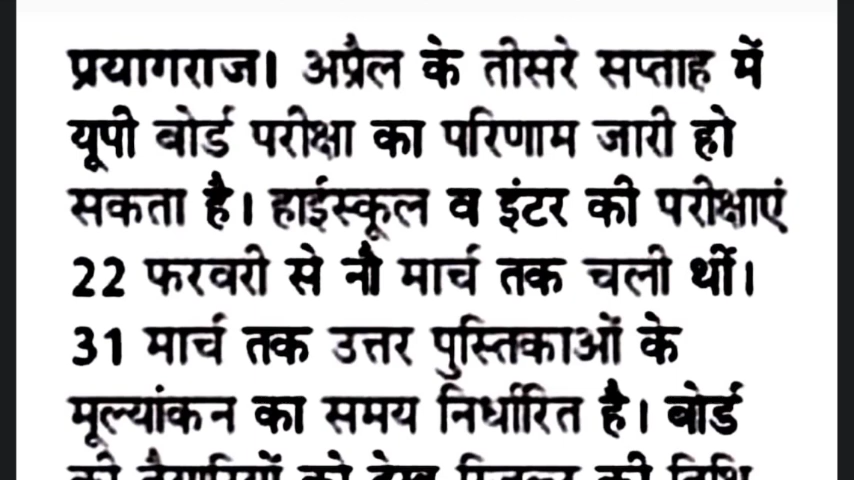 प्रयागराज। अप्रैल के तीसरे सप्ताह में
यूपी बोर्ड परीक्षा का परिणाम जारी हो
सकता है। हाईस्कूल व इंटर की परीक्षाएं
22 फरवरी से नौ मार्च तक चली थीं।
31 मार्च तक उत्तर पुस्तिकाओं के
मूल्यांकन का समय निर्धारित है। बोर्ड